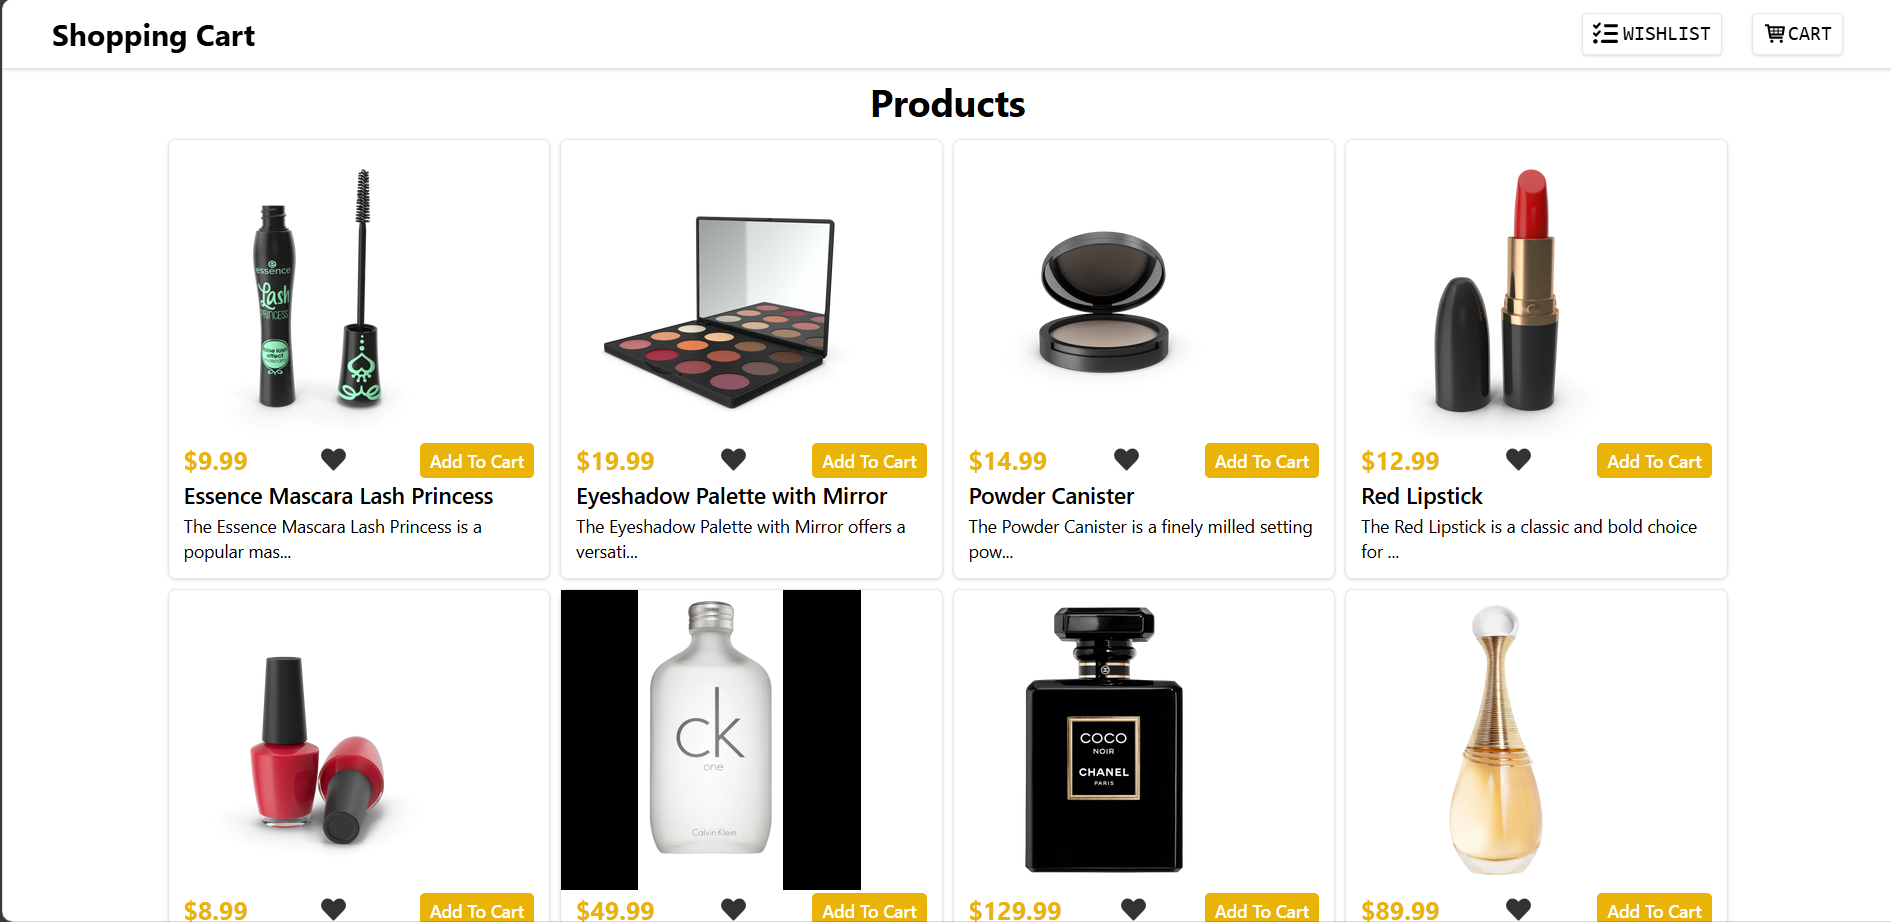 Shopping Cart
WISHLIST
CART
Products
essence
Lash
PRINCESS
$9.99
Add To Cart
$19.99
Add To Cart
$14.99
Add To Cart
$12.99
Add To Cart
Essence Mascara Lash Princess
Eyeshadow Palette with Mirror
Powder Canister
Red Lipstick
The Essence Mascara Lash Princess is a
popular mas...
The Eyeshadow Palette with Mirror offers a
versati...
The Powder Canister is a finely milled setting
pow...
The Red Lipstick is a classic and bold choice
for ...
ck
one
Calvin Klein
COCO
NOIR
CHANEL
PARIS
$8.99
Add To Cart
$49.99
Add To Cart
$129.99
Add To Cart
$89.99
Add To Cart